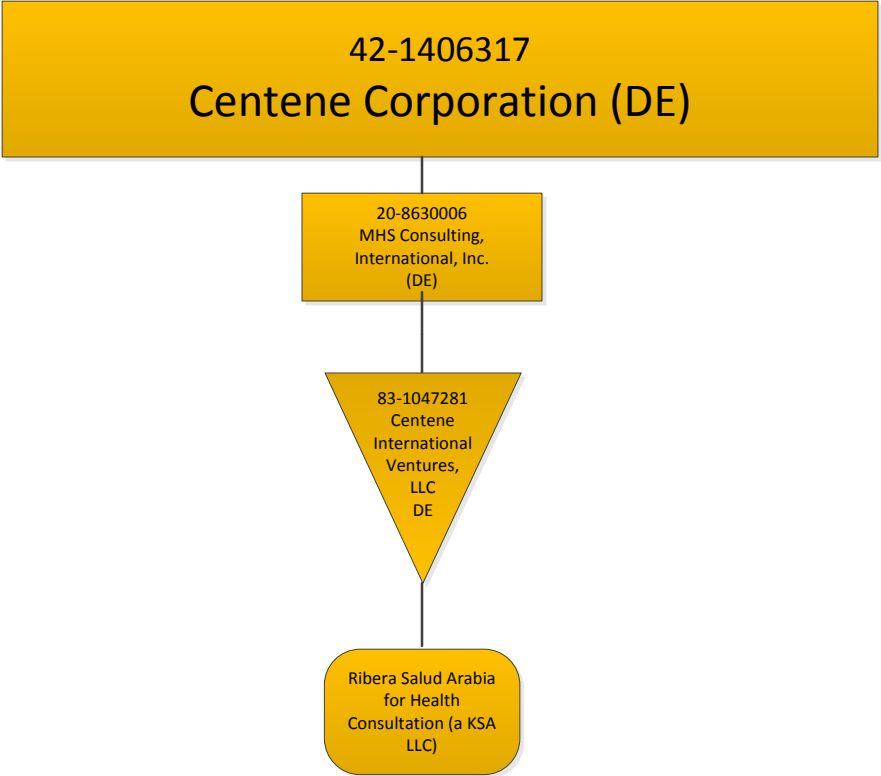 42-1406317
Centene Corporation (DE)
20-8630006
MHS Consulting,
International, Inc.
(DE)
83-1047281
Centene
International
Ventures,
LLC
DE
Ribera Salud Arabia
for Health
Consultation (a KSA
LLC)